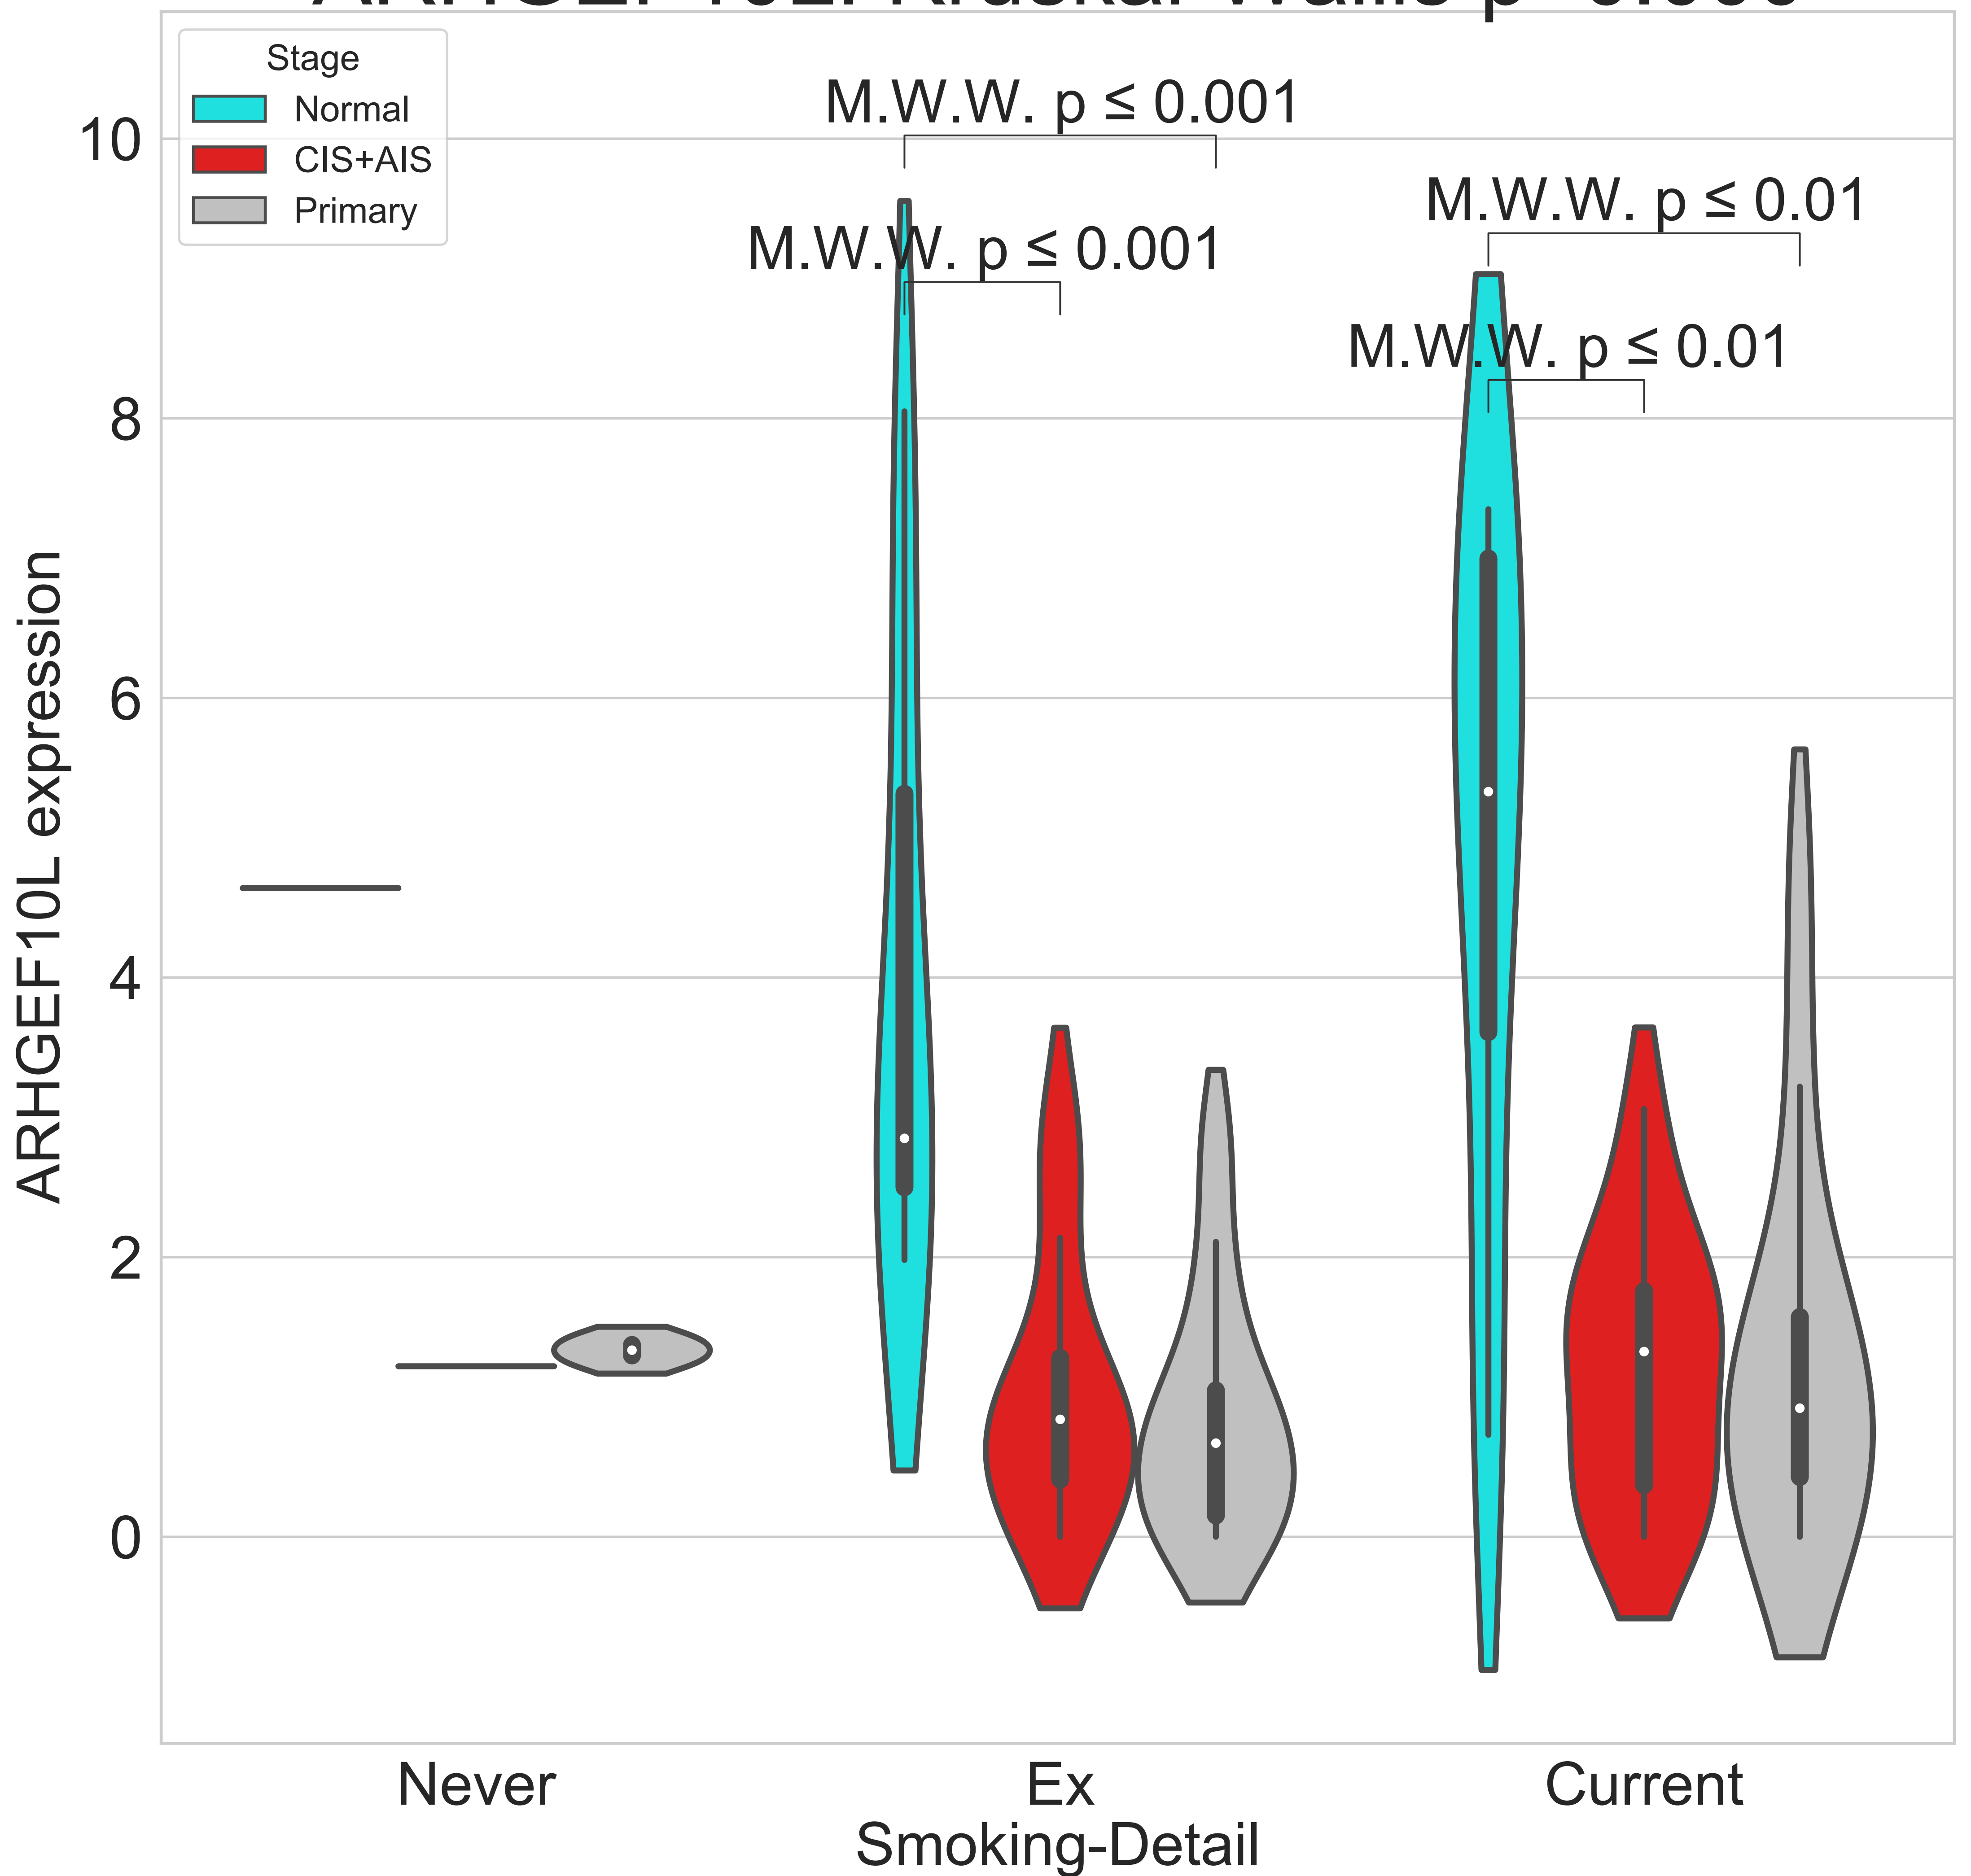 Stage
Normal
CIS+AIS
Primary
M.W.W. p ≤ 0.001
M.W.W. p ≤ 0.01
M.W.W. p ≤ 0.001
M.W.W. p ≤ 0.01
10
8
6
4
2
0
ARHGEF10L expression
Never
Ex
Current
Smoking-Detail